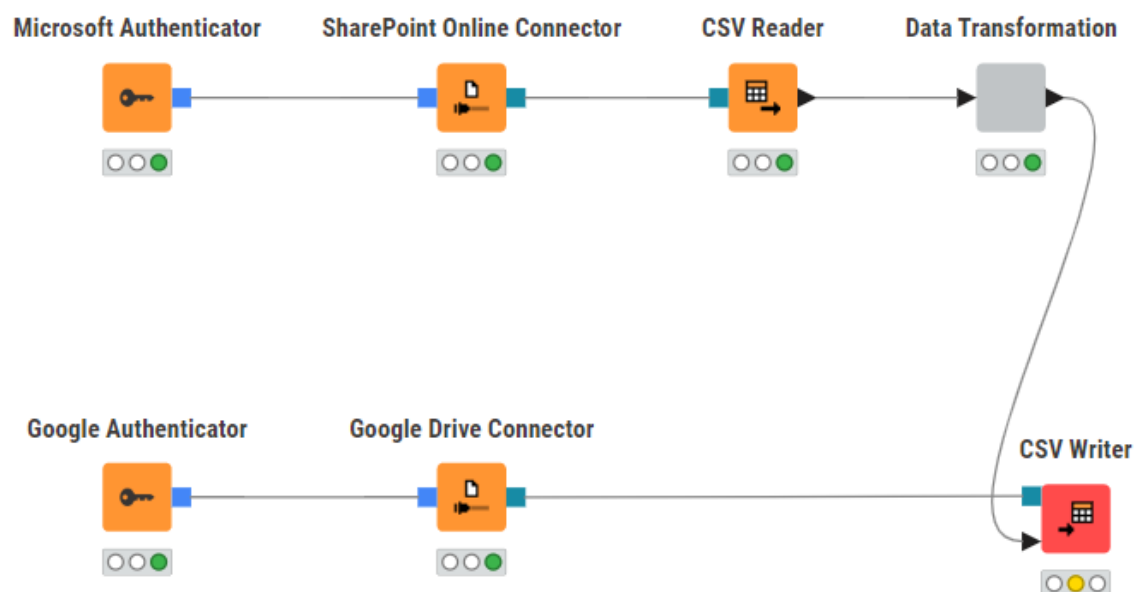 Microsoft Authenticator
SharePoint Online Connector
CSV Reader
Data Transformation
Google Authenticator
Google Drive Connector
CSV Writer